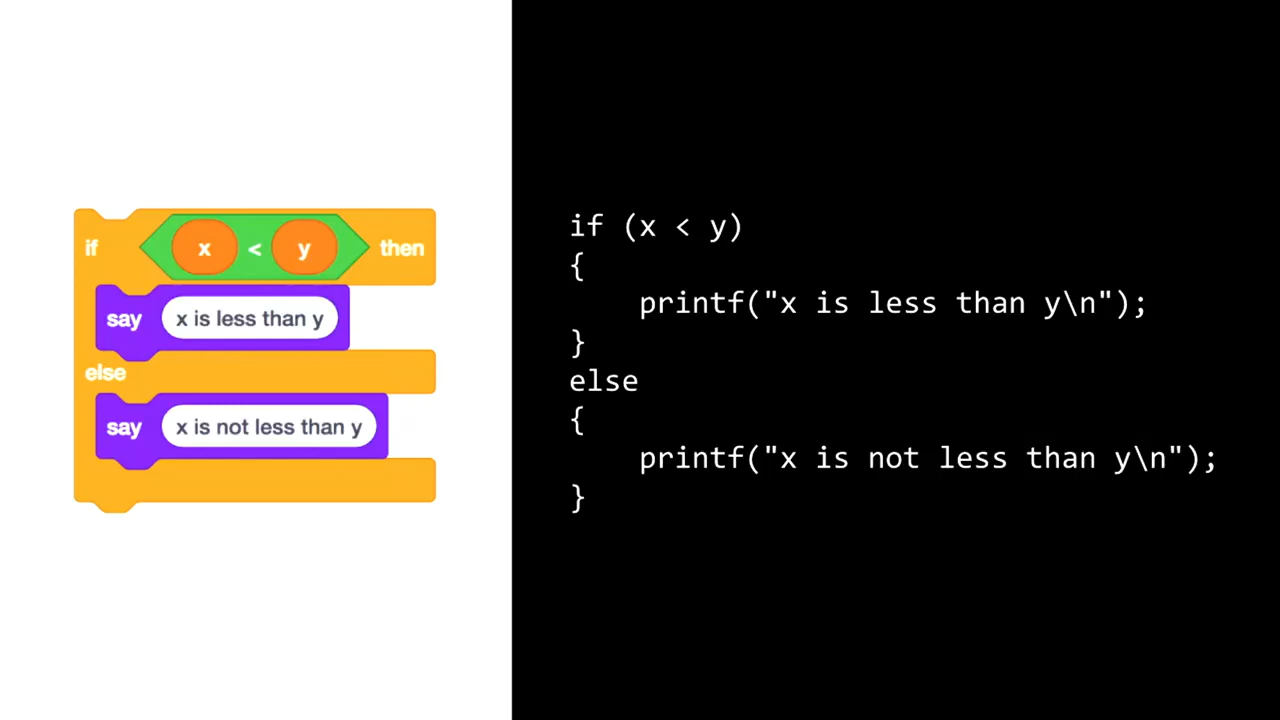 if x < y then
say x is less than y
else
say x is not less than y
if (x < y)
{
    printf("x is less than y\n");
}
else
{
    printf("x is not less than y\n");
}